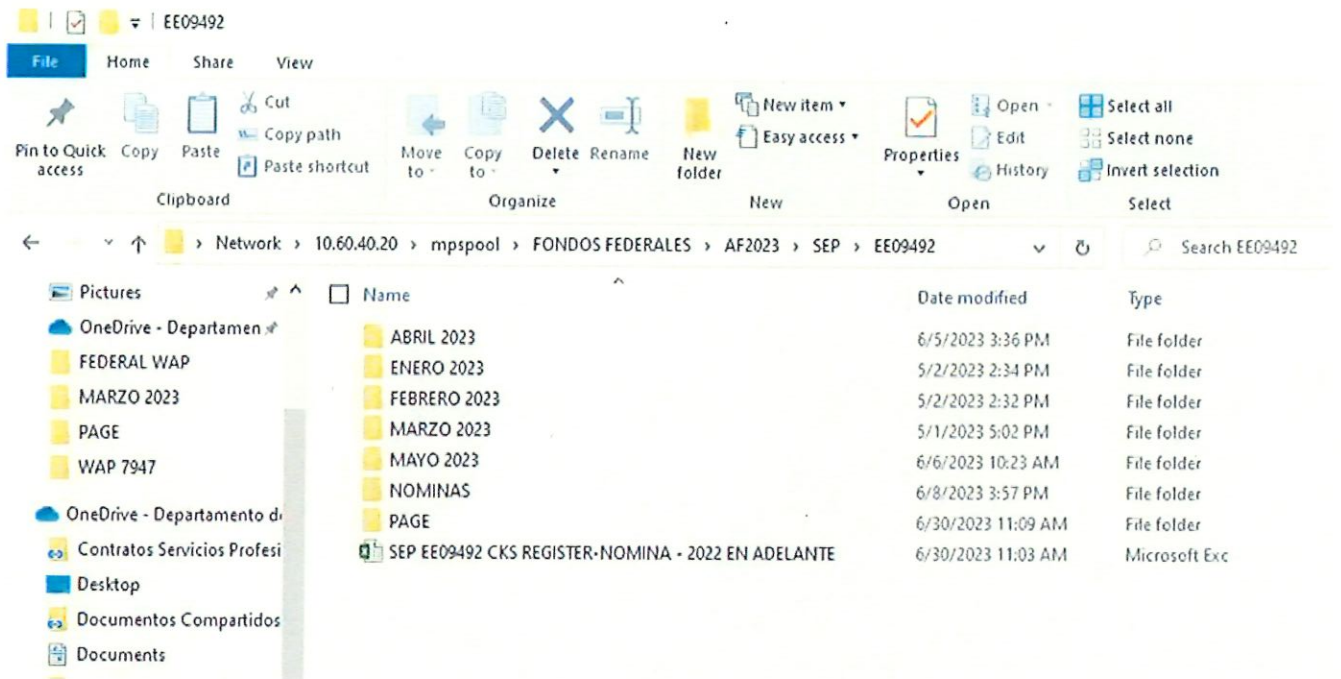 EE09492
File Home Share View
Pin to Quick access
Copy
Paste
Cut
Copy path
Paste shortcut
Move to
Copy to
Delete
Rename
New folder
New item
Easy access
Properties
Open
Edit
History
Select all
Select none
Invert selection
Clipboard Organize New Open Select
> Network > 10.60.40.20 > mpspool > FONDOS FEDERALES > AF2023 > SEP > EE09492
Search EE09492
Name Date modified Type
ABRIL 2023 6/5/2023 3:36 PM File folder
ENERO 2023 5/2/2023 2:34 PM File folder
FEBRERO 2023 5/2/2023 2:32 PM File folder
MARZO 2023 5/1/2023 5:02 PM File folder
MAYO 2023 6/6/2023 10:23 AM File folder
NOMINAS 6/8/2023 3:57 PM File folder
PAGE 6/30/2023 11:09 AM File folder
SEP EE09492 CKS REGISTER-NOMINA - 2022 EN ADELANTE 6/30/2023 11:03 AM Microsoft Exc
Pictures
OneDrive - Departamen
FEDERAL WAP
MARZO 2023
PAGE
WAP 7947
OneDrive - Departamento d
Contratos Servicios Profesi
Desktop
Documentos Compartidos
Documents